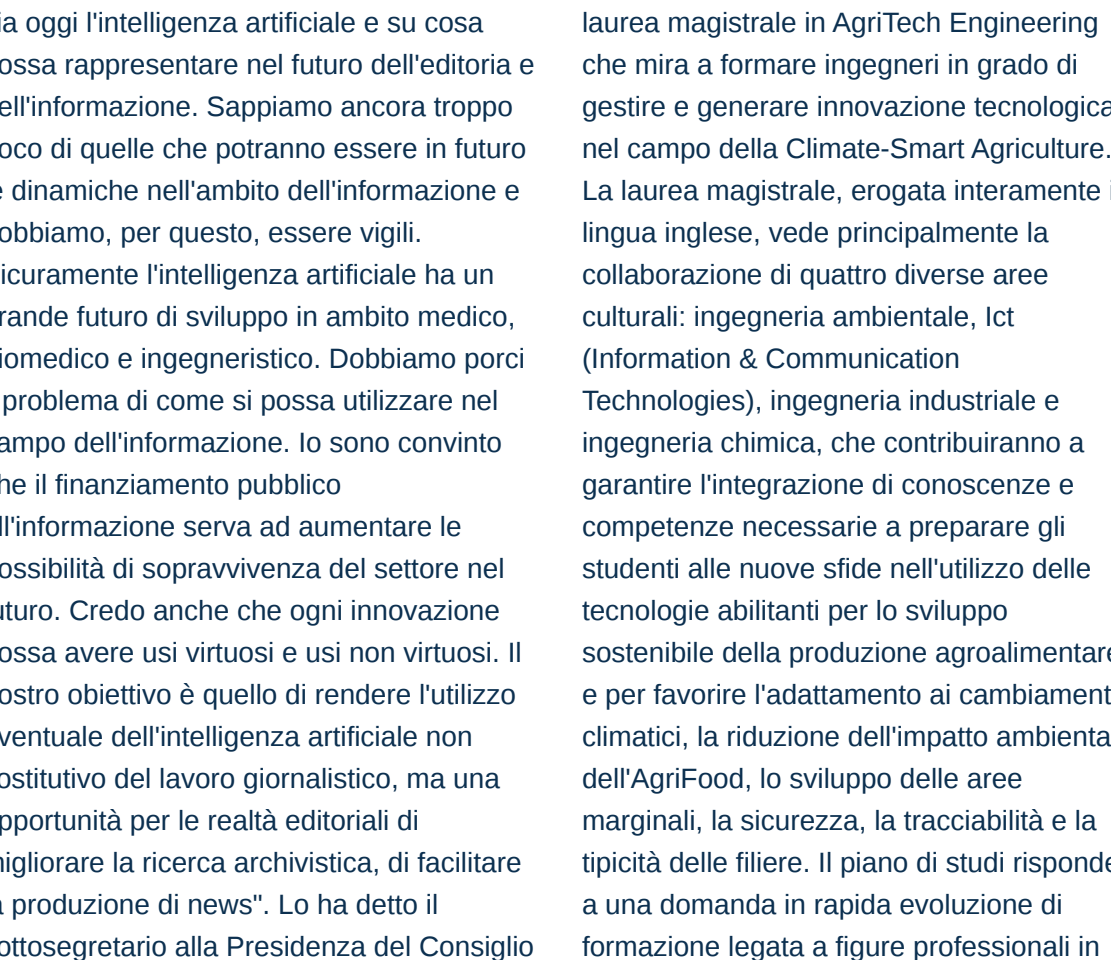 ia oggi l'intelligenza artificiale e su cosa
ossa rappresentare nel futuro dell'editoria e
ell'informazione. Sappiamo ancora troppo
oco di quelle che potranno essere in futuro
e dinamiche nell'ambito dell'informazione e
obbiamo, per questo, essere vigili.
icuramente l'intelligenza artificiale ha un
rande futuro di sviluppo in ambito medico,
iomedico e ingegneristico. Dobbiamo porci
problema di come si possa utilizzare nel
ampo dell'informazione. Io sono convinto
he il finanziamento pubblico
ll'informazione serva ad aumentare le
ossibilità di sopravvivenza del settore nel
uturo. Credo anche che ogni innovazione
ossa avere usi virtuosi e usi non virtuosi. Il
ostro obiettivo è quello di rendere l'utilizzo
ventuale dell'intelligenza artificiale non
ostitutivo del lavoro giornalistico, ma una
pportunità per le realtà editoriali di
igliorare la ricerca archivistica, di facilitare
a produzione di news". Lo ha detto il
ottosegretario alla Presidenza del Consiglio
laurea magistrale in AgriTech Engineering
che mira a formare ingegneri in grado di
gestire e generare innovazione tecnologica
nel campo della Climate-Smart Agriculture.
La laurea magistrale, erogata interamente i
lingua inglese, vede principalmente la
collaborazione di quattro diverse aree
culturali: ingegneria ambientale, Ict
(Information & Communication
Technologies), ingegneria industriale e
ingegneria chimica, che contribuiranno a
garantire l'integrazione di conoscenze e
competenze necessarie a preparare gli
studenti alle nuove sfide nell'utilizzo delle
tecnologie abilitanti per lo sviluppo
sostenibile della produzione agroalimentare
e per favorire l'adattamento ai cambiament
climatici, la riduzione dell'impatto ambienta
dell'AgriFood, lo sviluppo delle aree
marginali, la sicurezza, la tracciabilità e la
tipicità delle filiere. Il piano di studi risponde
a una domanda in rapida evoluzione di
formazione legata a figure professionali in